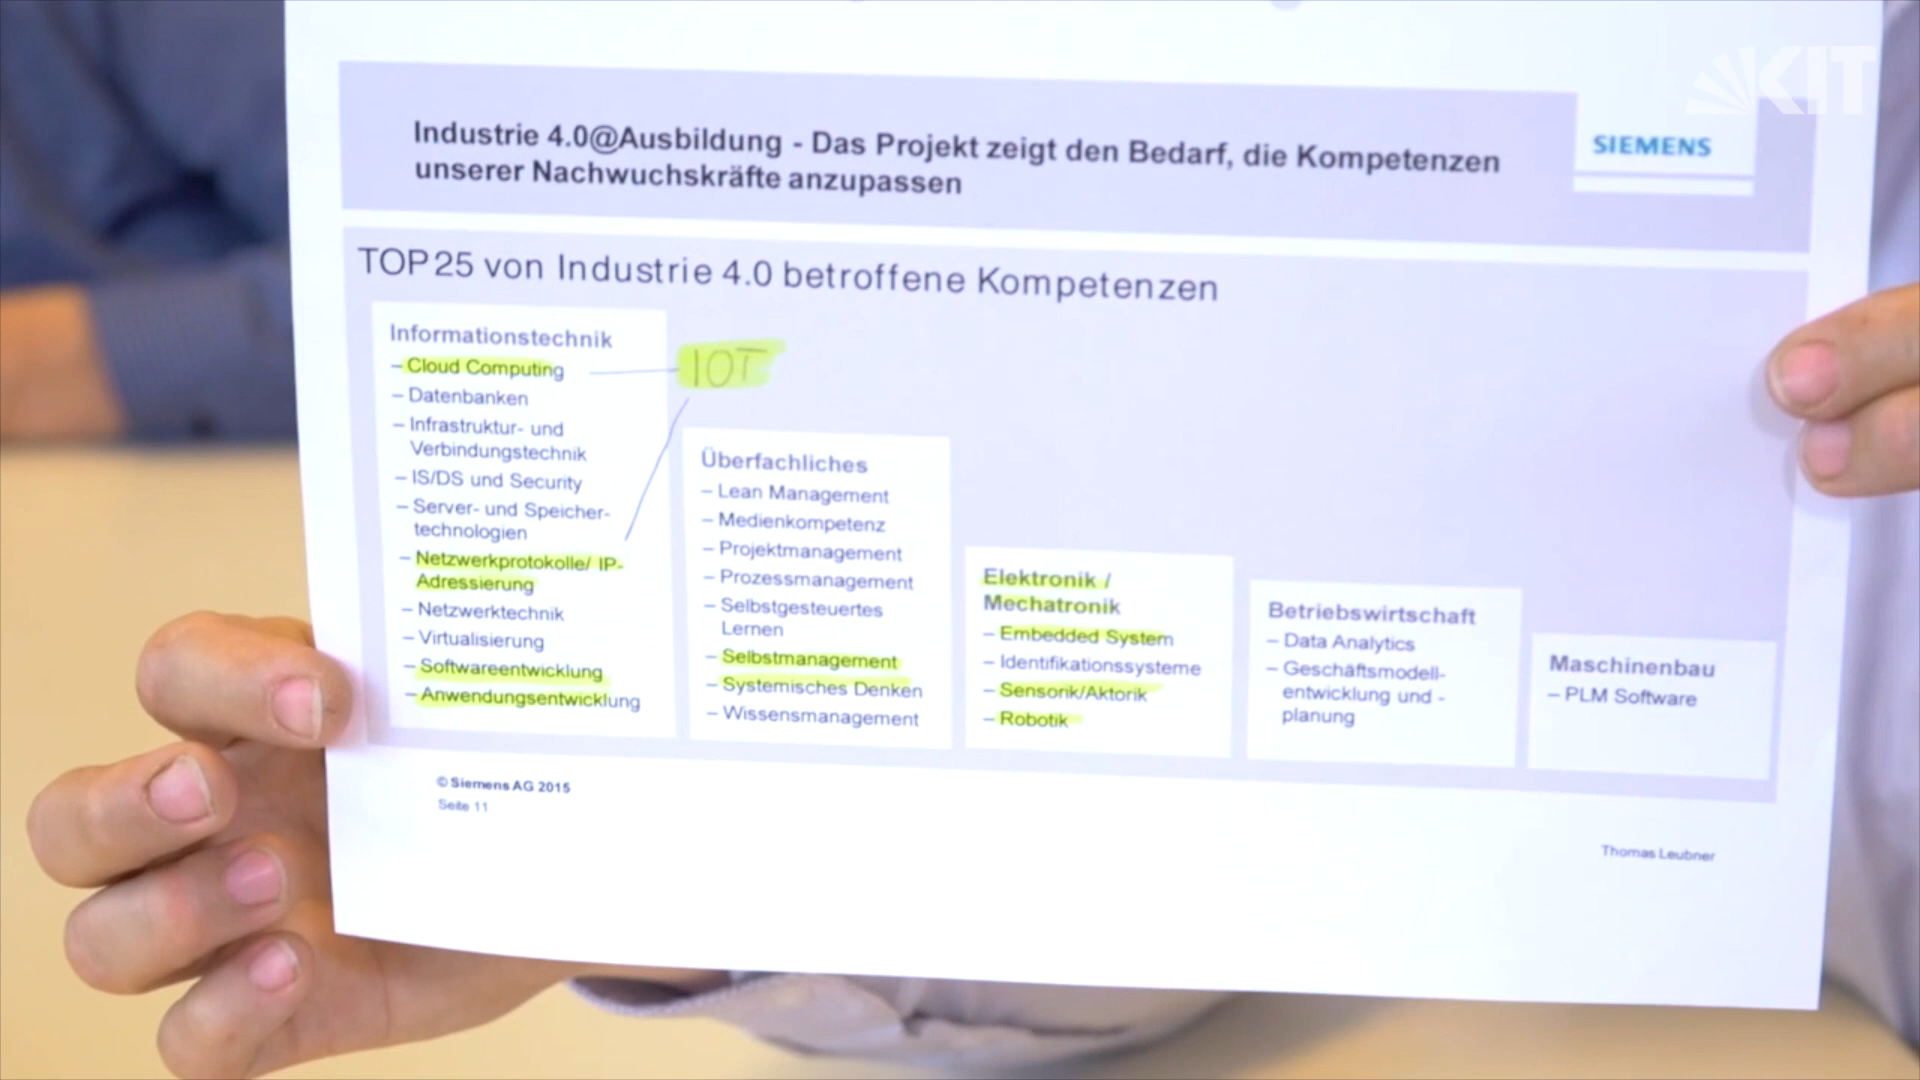 KIT
Industrie 4.0@Ausbildung - Das Projekt zeigt den Bedarf, die Kompetenzen
unserer Nachwuchskräfte anzupassen
SIEMENS
TOP25 von Industrie 4.0 betroffene Kompetenzen
Informationstechnik
– Cloud Computing
– Datenbanken
– Infrastruktur- und
Verbindungstechnik
– IS/DS und Security
– Server- und Speicher-
technologien
– Netzwerkprotokolle/ IP-
Adressierung
– Netzwerktechnik
– Virtualisierung
– Softwareentwicklung
– Anwendungsentwicklung
IOT
Überfachliches
– Lean Management
– Medienkompetenz
– Projektmanagement
– Prozessmanagement
– Selbstgesteuertes
Lernen
– Selbstmanagement
– Systemisches Denken
– Wissensmanagement
Elektronik /
Mechatronik
– Embedded System
– Identifikationssysteme
– Sensorik/Aktorik
– Robotik
Betriebswirtschaft
– Data Analytics
– Geschäftsmodell-
entwicklung und -
planung
Maschinenbau
– PLM Software
© Siemens AG 2015
Seite 11
Thomas Leubner